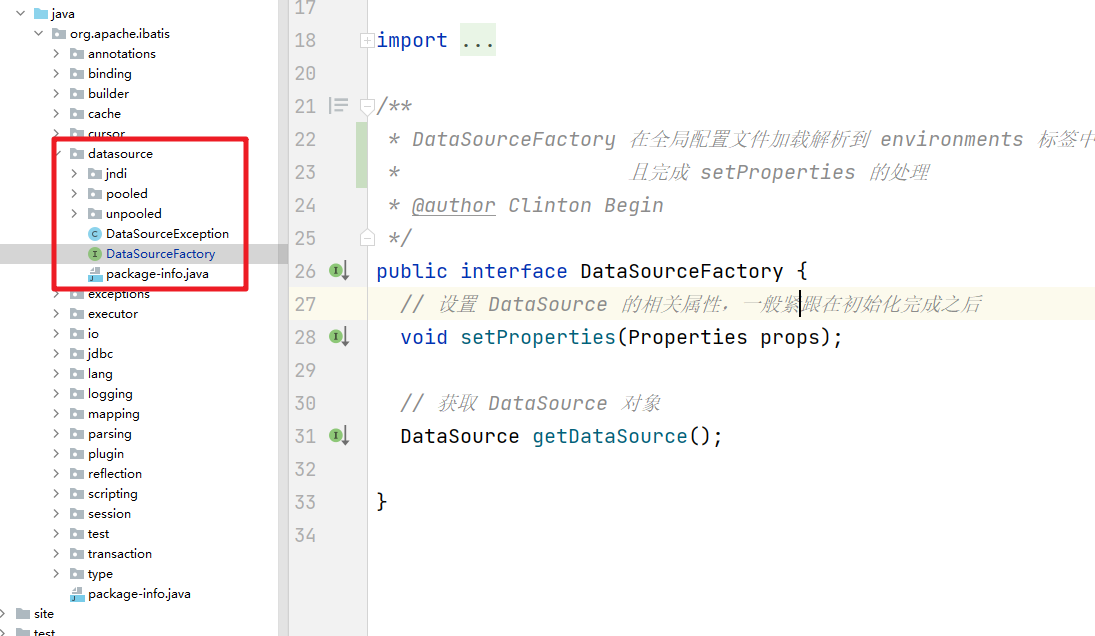 java
org.apache.ibatis
annotations
binding
builder
cache
cursor
datasource
jndi
pooled
unpooled
DataSourceException
DataSourceFactory
package-info.java
exceptions
executor
io
jdbc
lang
logging
mapping
parsing
plugin
reflection
scripting
session
test
transaction
type
package-info.java
site
test
17
18 import ...
20
21 /**
22 * DataSourceFactory 在全局配置文件加载解析到 environments 标签中
23 * 且完成 setProperties 的处理
24 * @author Clinton Begin
25 */
26 public interface DataSourceFactory {
27 // 设置 DataSource 的相关属性，一般紧跟在初始化完成之后
28 void setProperties(Properties props);
29
30 // 获取 DataSource 对象
31 DataSource getDataSource();
32
33 }
34